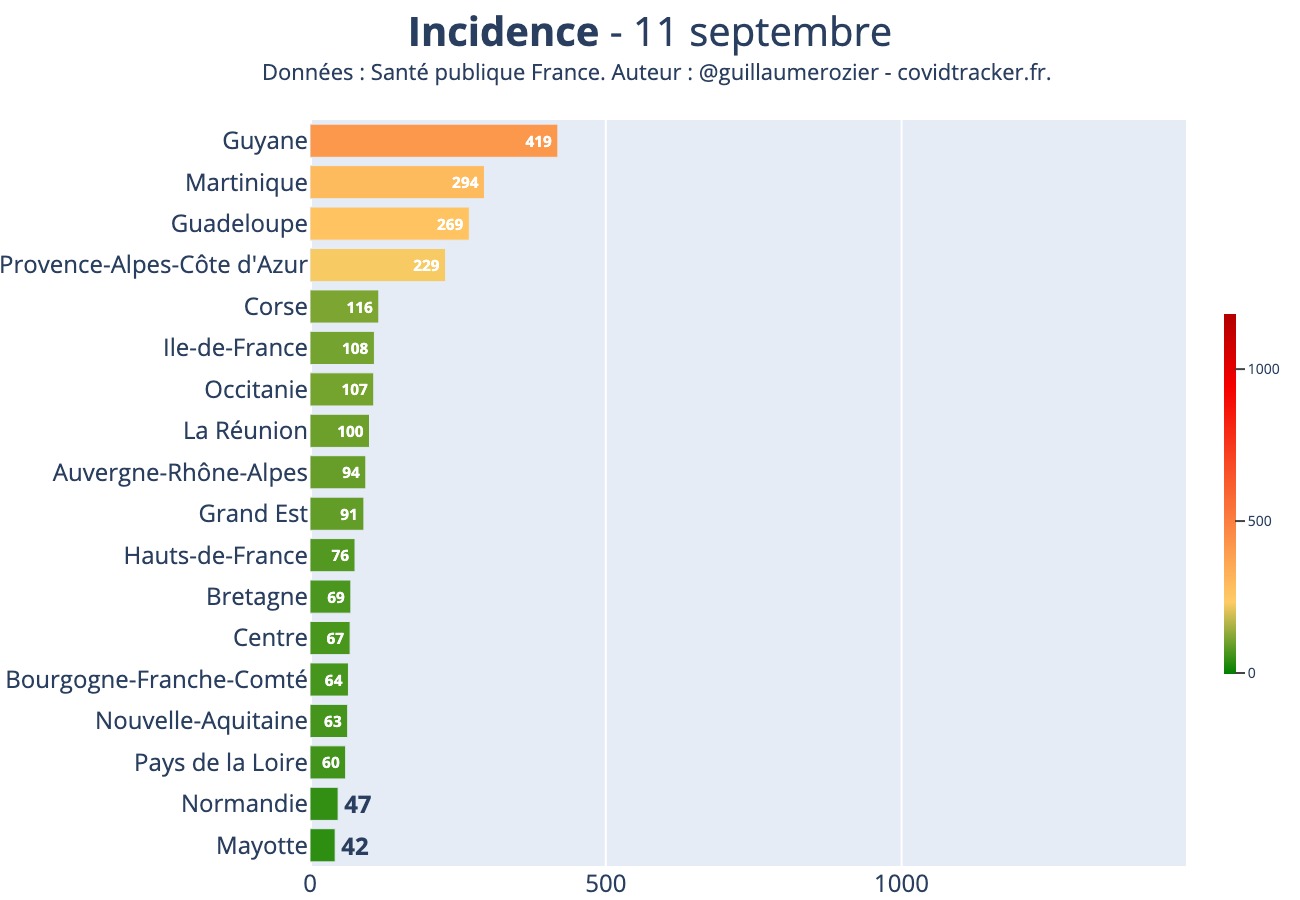 Incidence - 11 septembre
Données : Santé publique France. Auteur : @guillaumerozier - covidtracker.fr.
Guyane 419
Martinique 294
Guadeloupe 269
Provence-Alpes-Côte d'Azur 229
Corse 116
Ile-de-France 108
Occitanie 107
La Réunion 100
Auvergne-Rhône-Alpes 94
Grand Est 91
Hauts-de-France 76
Bretagne 69
Centre 67
Bourgogne-Franche-Comté 64
Nouvelle-Aquitaine 63
Pays de la Loire 60
Normandie 47
Mayotte 42
0 500 1000
1000
500
0